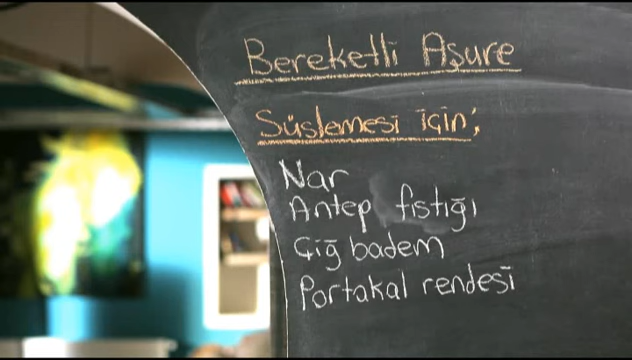 Bereketli Aşure
Süslemesi için;
Nar
Antep fıstığı
Çiğ badem
Portakal rendesi